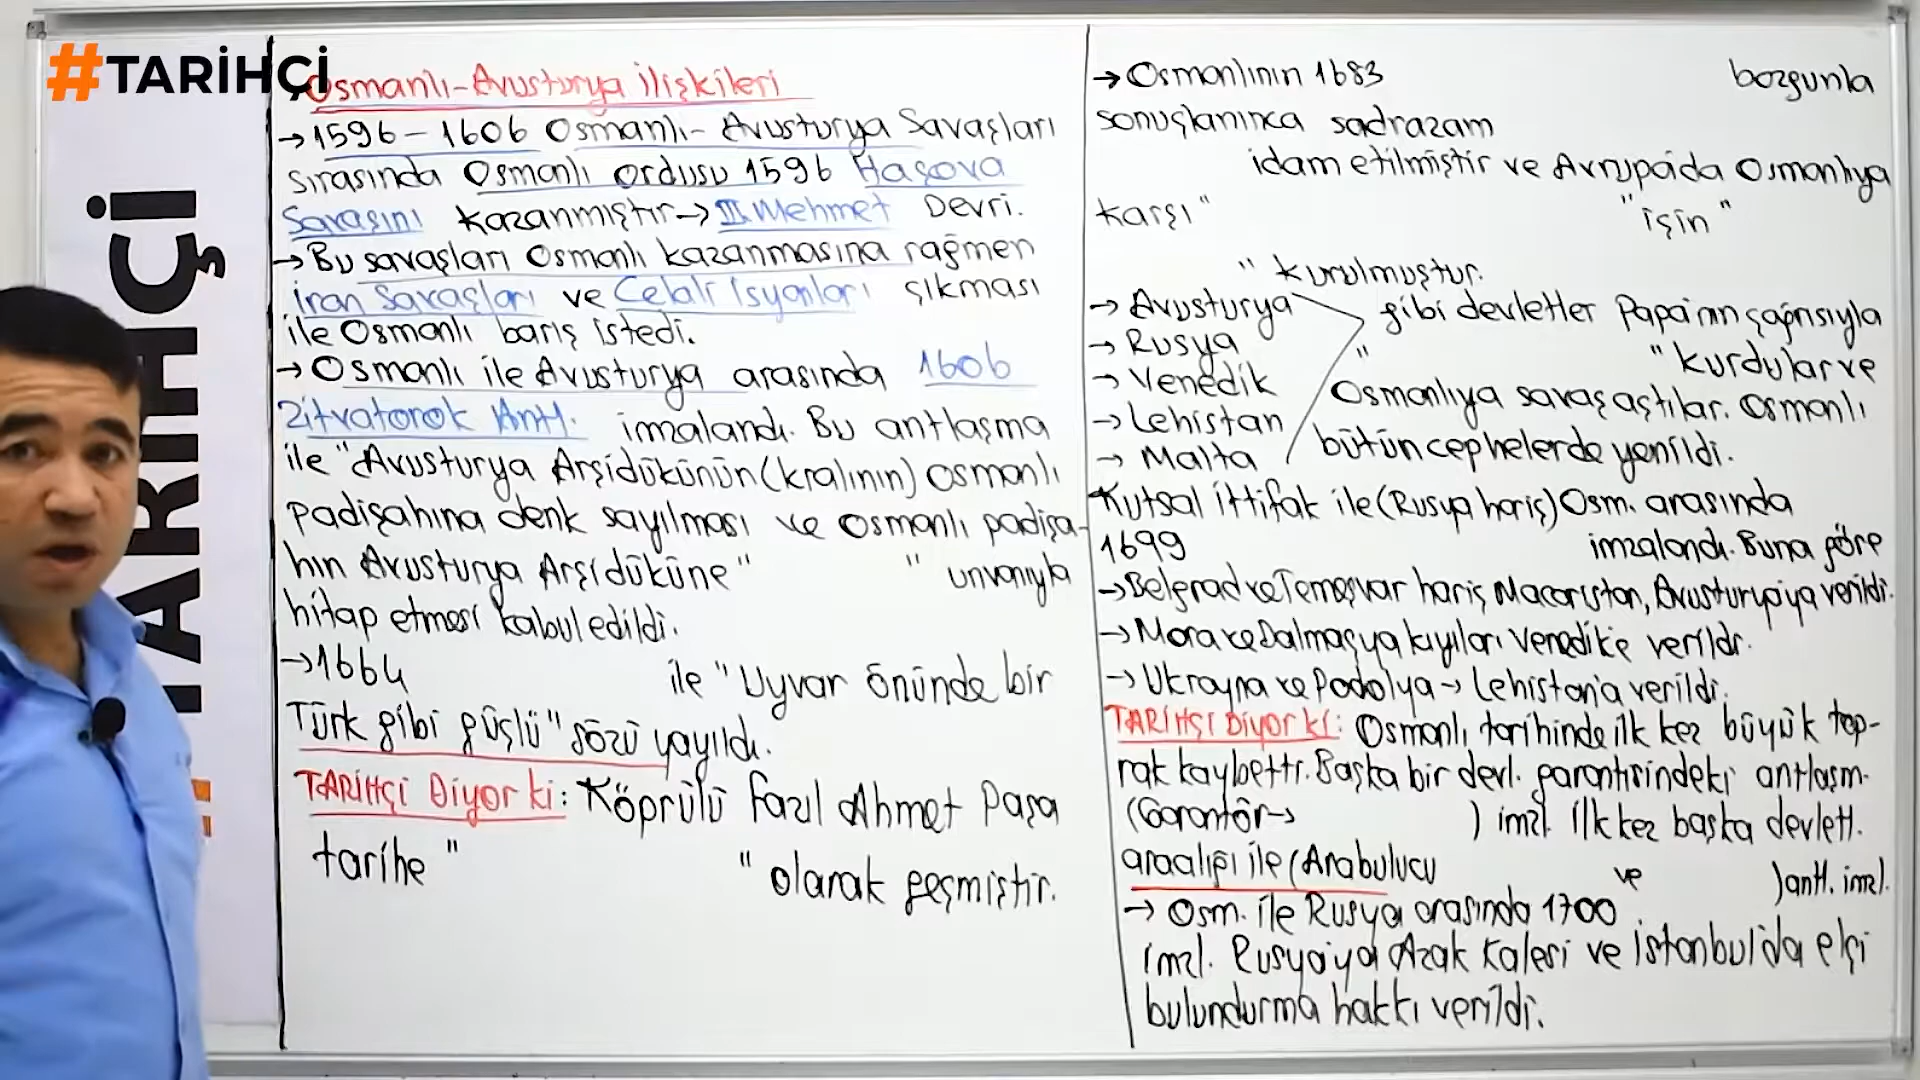 #TARİHÇİ
TARİHÇİ
Osmanlı-Avusturya İlişkileri
→1596-1606 Osmanlı-Avusturya Savaşları
sırasında Osmanlı ordusu 1596 Haçova
Savaşını kazanmıştır→III. Mehmet Devri.
→Bu savaşları Osmanlı kazanmasına rağmen
İran Savaşları ve Celali İsyanları çıkması
ile Osmanlı barış istedi.
→Osmanlı ile Avusturya arasında 1606
Zitvatorok Antl. imzalandı. Bu antlaşma
ile "Avusturya Arşidükünün (kralının) Osmanlı
padişahına denk sayılması ve Osmanlı padişa-
hın Avusturya Arşidüküne" " unvanıyla
hitap etmesi kabul edildi.
→1664 ile "Uyvar önünde bir
Türk gibi güçlü" sözü yayıldı.
TARİHÇİ Diyor ki: Köprülü Fazıl Ahmet Paşa
tarihe " " olarak geçmiştir.
→Osmanlının 1683 bozgunla
sonuçlanınca sadrazam
idam etilmiştir ve Avrupa'da Osmanlıya
karşı" "için"
" kurulmuştur.
→ Avusturya gibi devletler Papa'nın çağrısıyla
→ Rusya " " kurdular ve
→ Venedik Osmanlıya savaş açtılar. Osmanlı
→ Lehistan
→ Malta bütün cephelerde yenildi.
Kutsal İttifak ile (Rusya hariç) Osm. arasında
1699 imzalandı. Buna göre
→Belgrad ve Temeşvar hariç Macaristan, Avusturya'ya verildi.
→Mora ve Dalmaçya kıyıları Venedik'e verildi.
→Ukrayna ve Podolya→ Lehistan'a verildi.
TARİHÇİ Diyor ki: Osmanlı tarihinde ilk kez büyük top-
rak kaybetti. Başka bir devl. garantisindeki antlaşm.
(Garantör→ ) imzl. İlk kez başka devletl.
aracılığı ile (Arabulucu ve ) antl. imzl.
→ Osm. ile Rusya arasında 1700
imzl. Rusya'ya Azak Kalesi ve İstanbul'da elçi
bulundurma hakkı verildi.